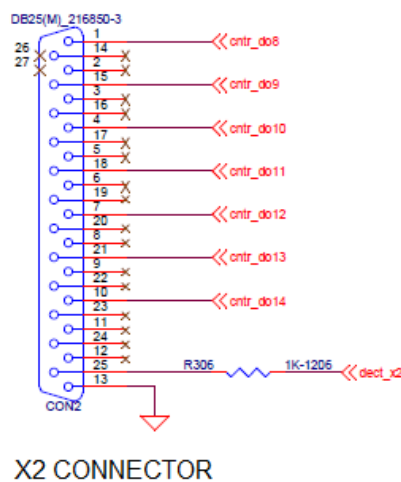 DB25(M)_216850-3
1
cntr_do8
26
14
27
2
15
cntr_do9
3
16
4
cntr_do10
17
5
18
cntr_do11
6
19
7
cntr_do12
20
8
21
cntr_do13
9
22
10
cntr_do14
23
11
24
12
25
R306
1K-1206
dect_x2
13
CON2
X2 CONNECTOR